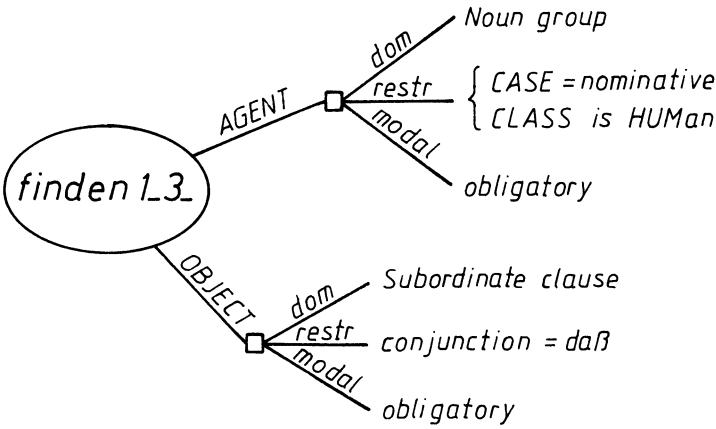 dom
Noun group
restr
{ CASE = nominative
CLASS is HUMan
AGENT
modal
obligatory
finden 1_3_
OBJECT
dom
Subordinate clause
restr
conjunction = daß
modal
obligatory